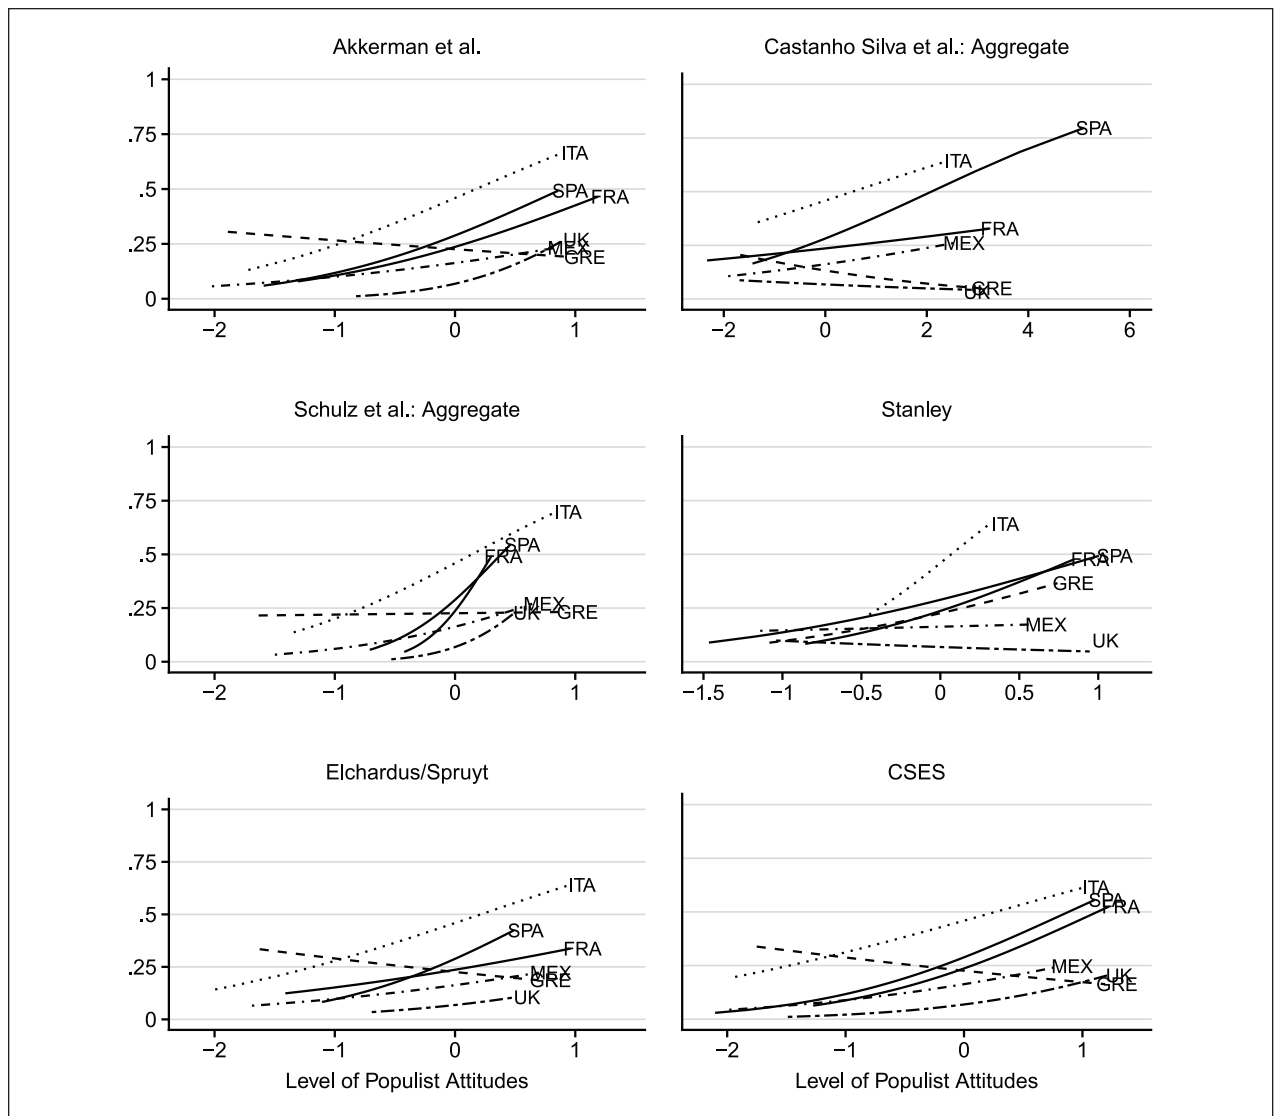 Akkerman et al.
1
.75
.5
.25
0
ITA
SPA
FRA
UK
MEX
GRE
−2 −1 0 1
Castanho Silva et al.: Aggregate
SPA
ITA
FRA
MEX
GRE
UK
−2 0 2 4 6
Schulz et al.: Aggregate
1
.75
.5
.25
0
ITA
SPA
FRA
MEX
UK
GRE
−2 −1 0 1
Stanley
ITA
SPA
FRA
GRE
MEX
UK
−1.5 −1 −0.5 0 0.5 1
Elchardus/Spruyt
1
.75
.5
.25
0
ITA
SPA
FRA
MEX
GRE
UK
−2 −1 0 1
Level of Populist Attitudes
CSES
ITA
SPA
FRA
MEX
UK
GRE
−2 −1 0 1
Level of Populist Attitudes